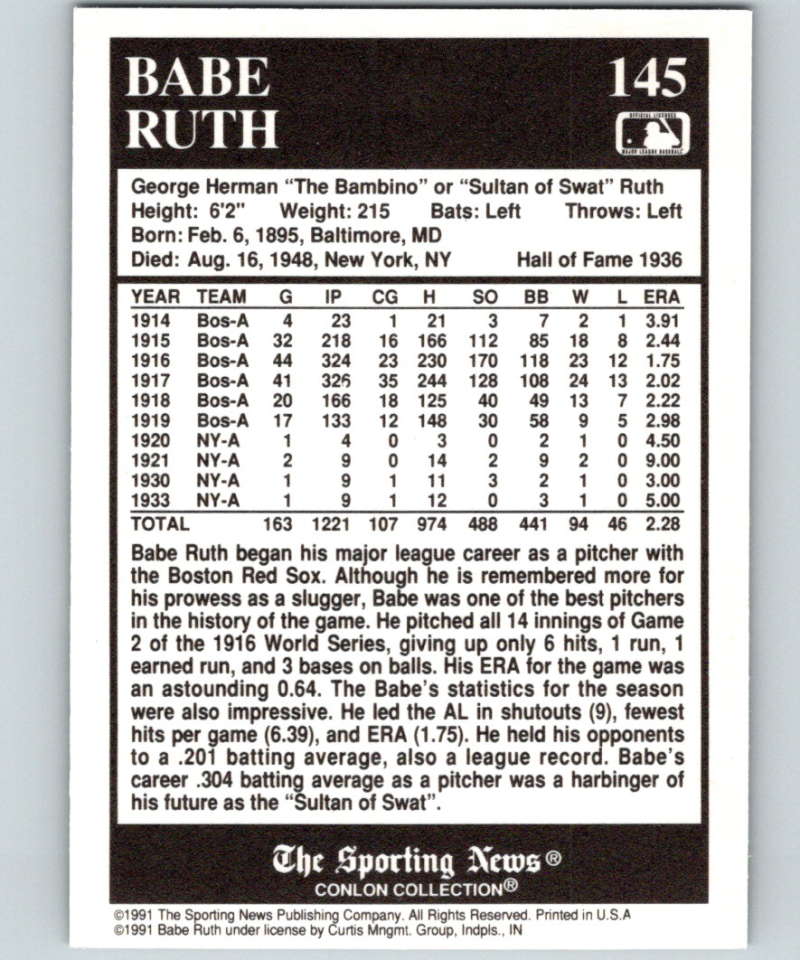 BABE
RUTH
145
OFFICIAL LICENSEE
MAJOR LEAGUE BASEBALL
George Herman “The Bambino” or “Sultan of Swat” Ruth
Height: 6'2" Weight: 215 Bats: Left Throws: Left
Born: Feb. 6, 1895, Baltimore, MD
Died: Aug. 16, 1948, New York, NY Hall of Fame 1936
YEAR TEAM G IP CG H SO BB W L ERA
1914 Bos-A 4 23 1 21 3 7 2 1 3.91
1915 Bos-A 32 218 16 166 112 85 18 8 2.44
1916 Bos-A 44 324 23 230 170 118 23 12 1.75
1917 Bos-A 41 326 35 244 128 108 24 13 2.02
1918 Bos-A 20 166 18 125 40 49 13 7 2.22
1919 Bos-A 17 133 12 148 30 58 9 5 2.98
1920 NY-A 1 4 0 3 0 2 1 0 4.50
1921 NY-A 2 9 0 14 2 9 2 0 9.00
1930 NY-A 1 9 1 11 3 2 1 0 3.00
1933 NY-A 1 9 1 12 0 3 1 0 5.00
TOTAL 163 1221 107 974 488 441 94 46 2.28
Babe Ruth began his major league career as a pitcher with
the Boston Red Sox. Although he is remembered more for
his prowess as a slugger, Babe was one of the best pitchers
in the history of the game. He pitched all 14 innings of Game
2 of the 1916 World Series, giving up only 6 hits, 1 run, 1
earned run, and 3 bases on balls. His ERA for the game was
an astounding 0.64. The Babe's statistics for the season
were also impressive. He led the AL in shutouts (9), fewest
hits per game (6.39), and ERA (1.75). He held his opponents
to a .201 batting average, also a league record. Babe's
career .304 batting average as a pitcher was a harbinger of
his future as the “Sultan of Swat”.
The Sporting News®
CONLON COLLECTION®
©1991 The Sporting News Publishing Company. All Rights Reserved. Printed in U.S.A
©1991 Babe Ruth under license by Curtis Mngmt. Group, Indpls., IN